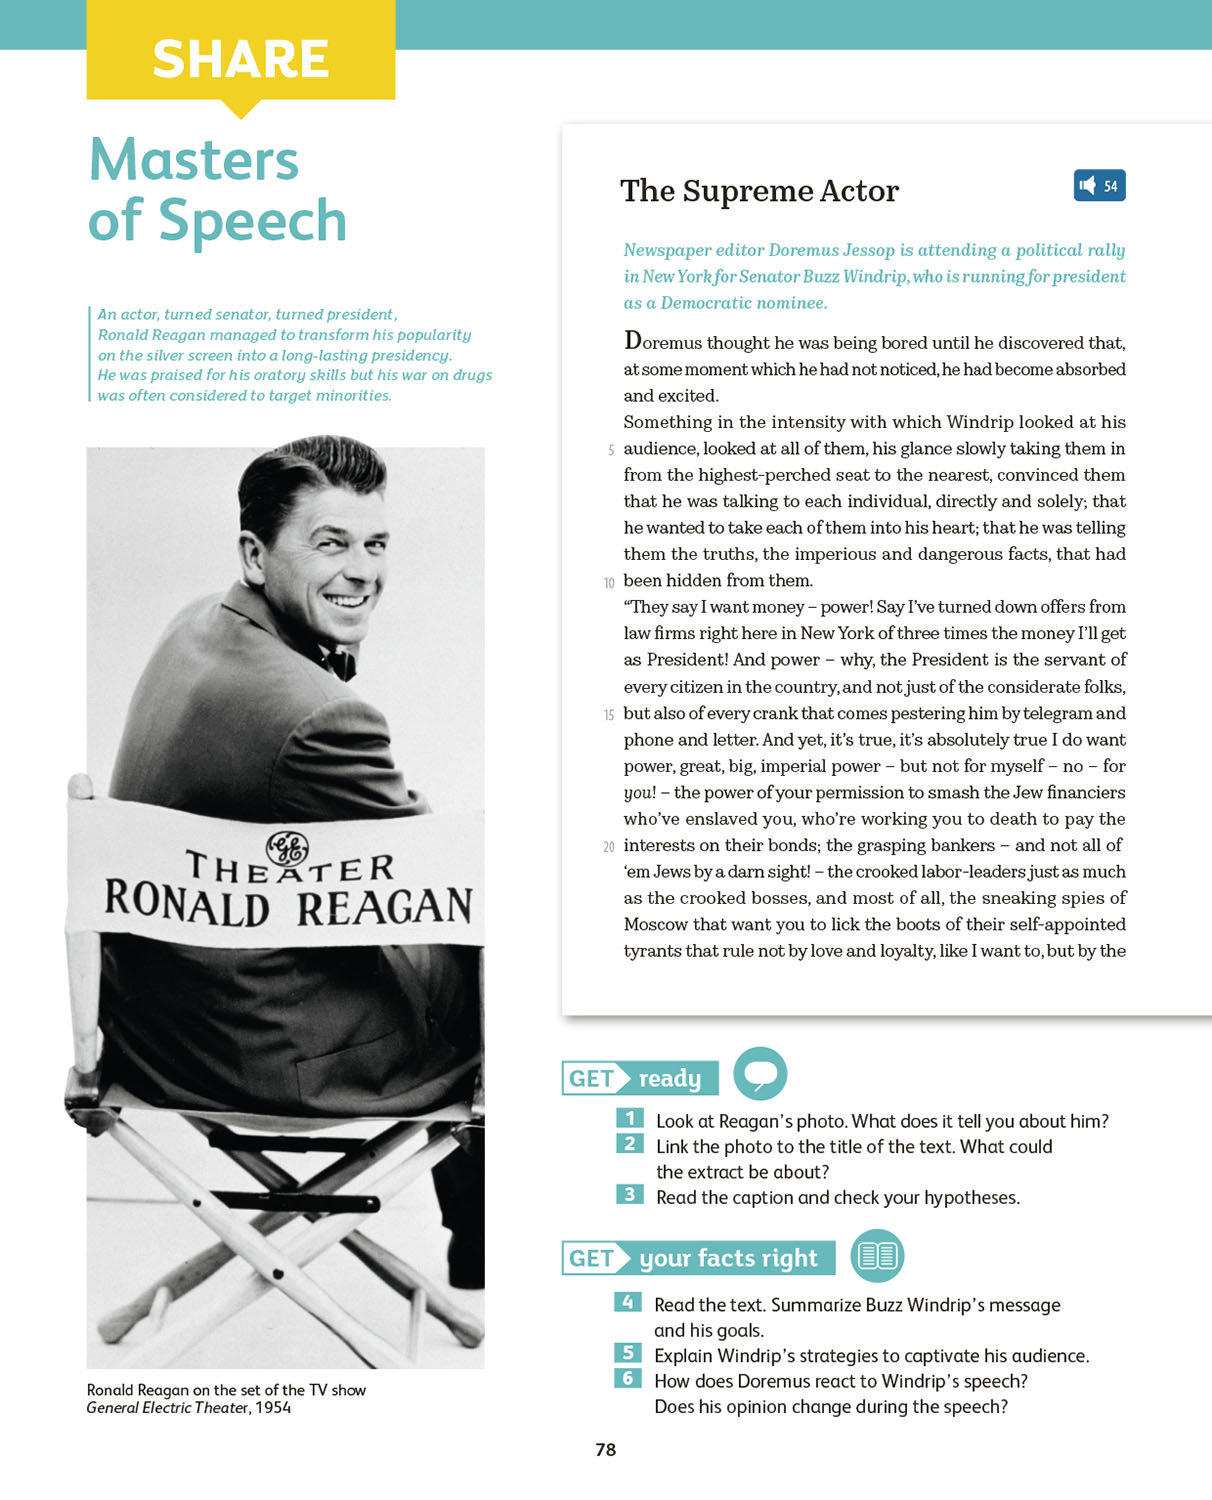 SHARE
Masters
of Speech
An actor, turned senator, turned president,
Ronald Reagan managed to transform his popularity
on the silver screen into a long-lasting presidency.
He was praised for his oratory skills but his war on drugs
was often considered to target minorities.
GE
THEATER
RONALD REAGAN
Ronald Reagan on the set of the TV show
General Electric Theater, 1954
The Supreme Actor
54
Newspaper editor Doremus Jessop is attending a political rally
in New York for Senator Buzz Windrip, who is running for president
as a Democratic nominee.
Doremus thought he was being bored until he discovered that,
at some moment which he had not noticed, he had become absorbed
and excited.
Something in the intensity with which Windrip looked at his
5 audience, looked at all of them, his glance slowly taking them in
from the highest-perched seat to the nearest, convinced them
that he was talking to each individual, directly and solely; that
he wanted to take each of them into his heart; that he was telling
them the truths, the imperious and dangerous facts, that had
10 been hidden from them.
“They say I want money – power! Say I’ve turned down offers from
law firms right here in New York of three times the money I’ll get
as President! And power – why, the President is the servant of
every citizen in the country, and not just of the considerate folks,
15 but also of every crank that comes pestering him by telegram and
phone and letter. And yet, it’s true, it’s absolutely true I do want
power, great, big, imperial power – but not for myself – no – for
you! – the power of your permission to smash the Jew financiers
who’ve enslaved you, who’re working you to death to pay the
20 interests on their bonds; the grasping bankers – and not all of
‘em Jews by a darn sight! – the crooked labor-leaders just as much
as the crooked bosses, and most of all, the sneaking spies of
Moscow that want you to lick the boots of their self-appointed
tyrants that rule not by love and loyalty, like I want to, but by the
GET ready
1 Look at Reagan’s photo. What does it tell you about him?
2 Link the photo to the title of the text. What could
the extract be about?
3 Read the caption and check your hypotheses.
GET your facts right
4 Read the text. Summarize Buzz Windrip’s message
and his goals.
5 Explain Windrip’s strategies to captivate his audience.
6 How does Doremus react to Windrip’s speech?
Does his opinion change during the speech?
78